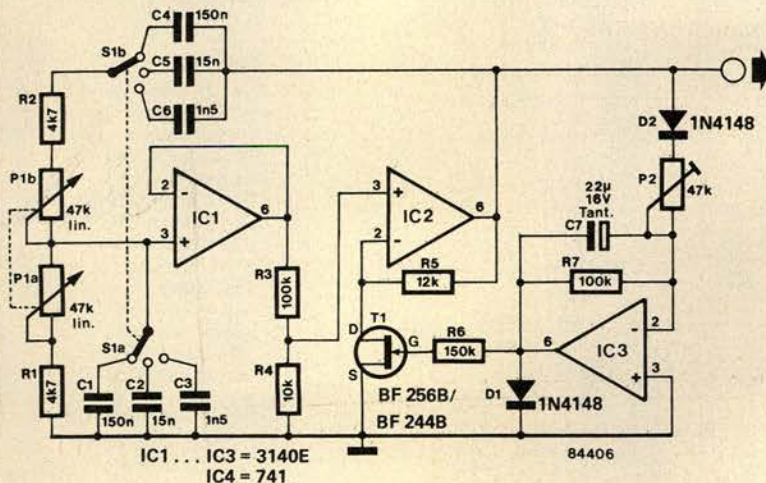 C4
150n
S1b
C5
15n
R2
4k7
C6
1n5
D2
1N4148
P1b
47k
lin.
2
-
6
IC1
3
+
3
+
6
IC2
2
-
22µ
16V
Tant.
C7
P2
47k
P1a
47k
lin.
R3
100k
R5
12k
R7
100k
S1a
D
T1
G
S
R6
150k
6
-
2
IC3
+
3
R1
4k7
C1
150n
C2
15n
C3
1n5
R4
10k
BF 256B/
BF 244B
D1
1N4148
IC1 ... IC3 = 3140E
IC4 = 741
84406